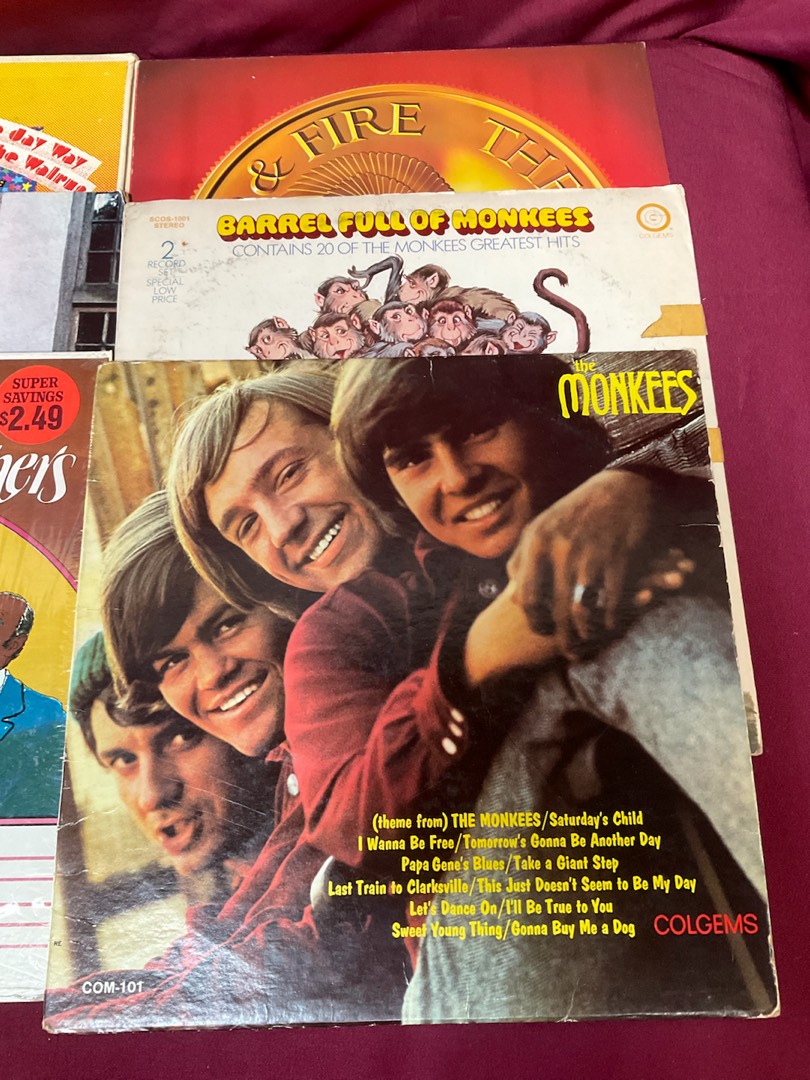 day Way
the Walrus
& FIRE THE
SCOS-1001
STEREO
BARREL FULL OF MONKEES
CONTAINS 20 OF THE MONKEES GREATEST HITS
2
RECORD
SET
SPECIAL
LOW
PRICE
COLGEMS
SUPER
SAVINGS
$2.49
hers
the
MONKEES
(theme from) THE MONKEES/Saturday's Child
I Wanna Be Free/Tomorrow's Gonna Be Another Day
Papa Gene's Blues/Take a Giant Step
Last Train to Clarksville/This Just Doesn't Seem to Be My Day
Let's Dance On/I'll Be True to You
Sweet Young Thing/Gonna Buy Me a Dog
COLGEMS
RE
COM-101